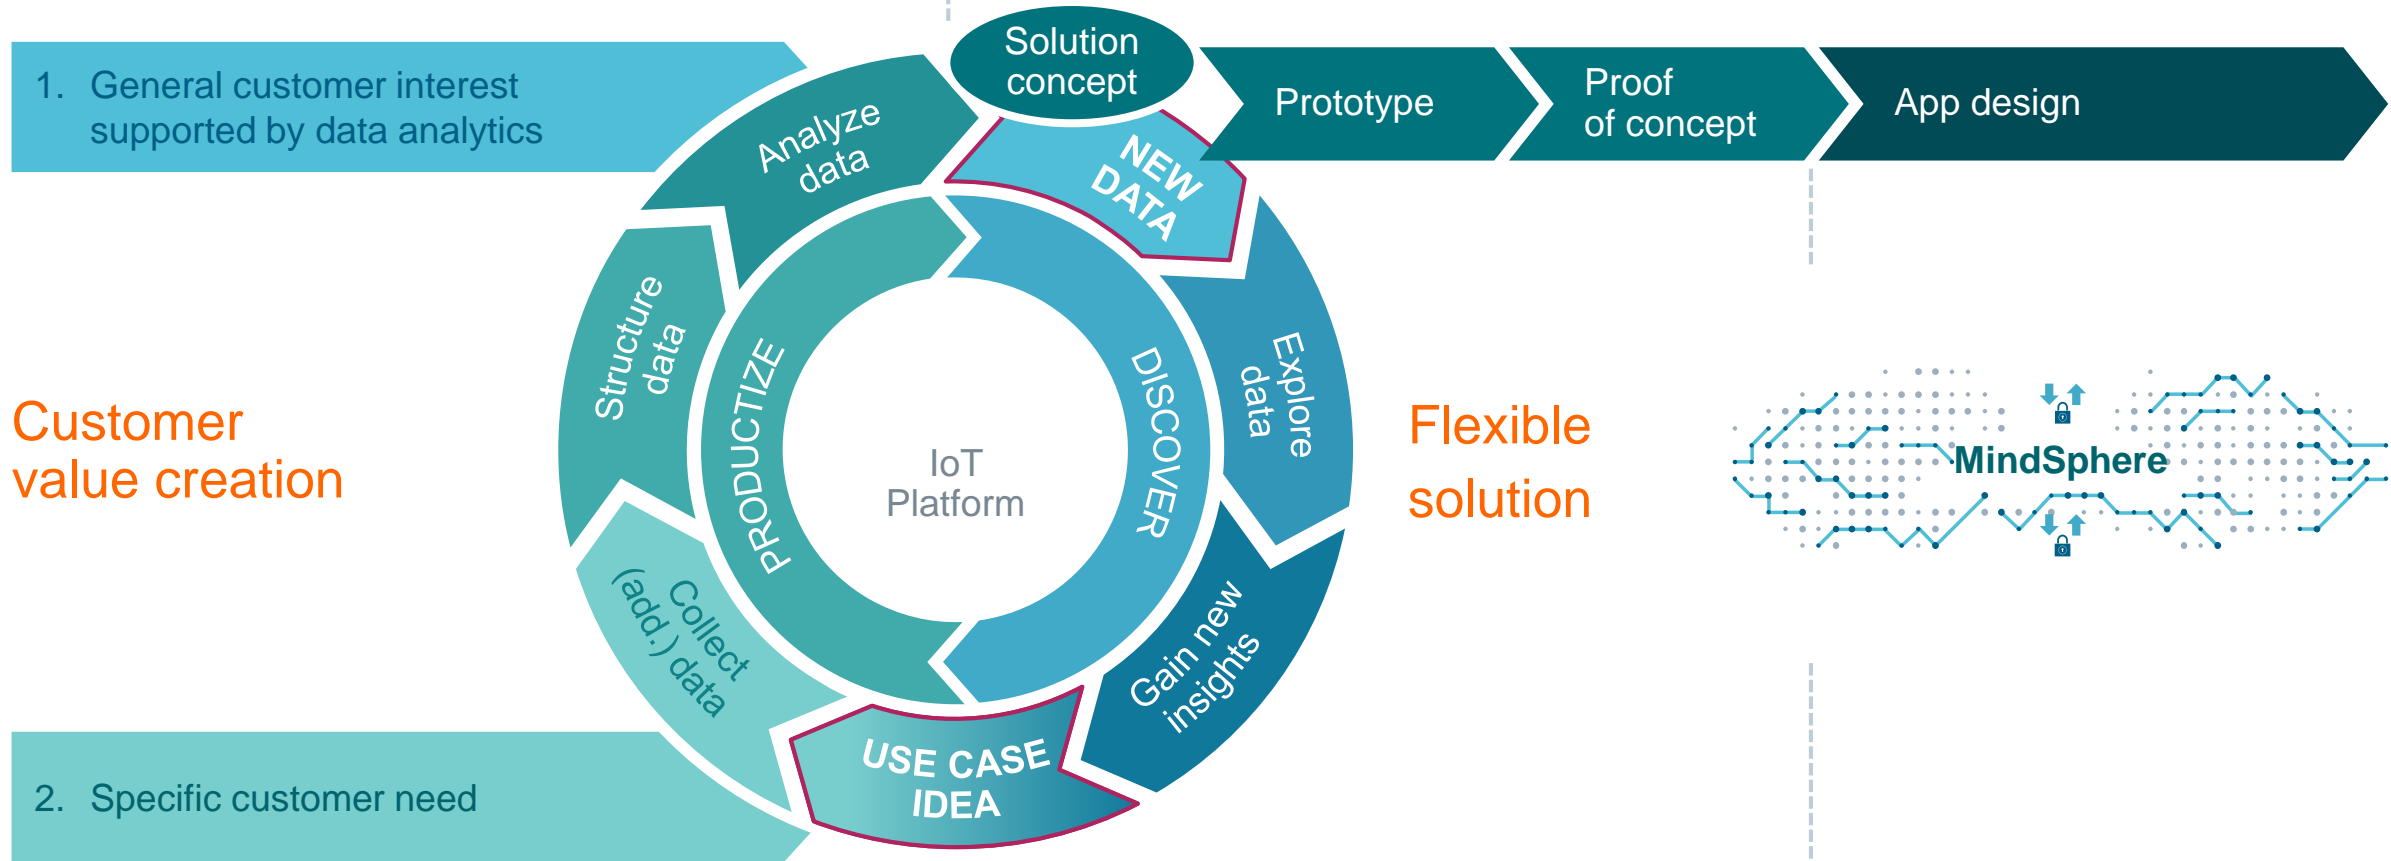 1. General customer interest
supported by data analytics
Solution
concept
Prototype
Proof
of concept
App design
Analyze
data
NEW
DATA
Structure
data
Explore
data
PRODUCTIZE
DISCOVER
IoT
Platform
Customer
value creation
Flexible
solution
MindSphere
Collect
(add.) data
Gain new
insights
USE CASE
IDEA
2. Specific customer need